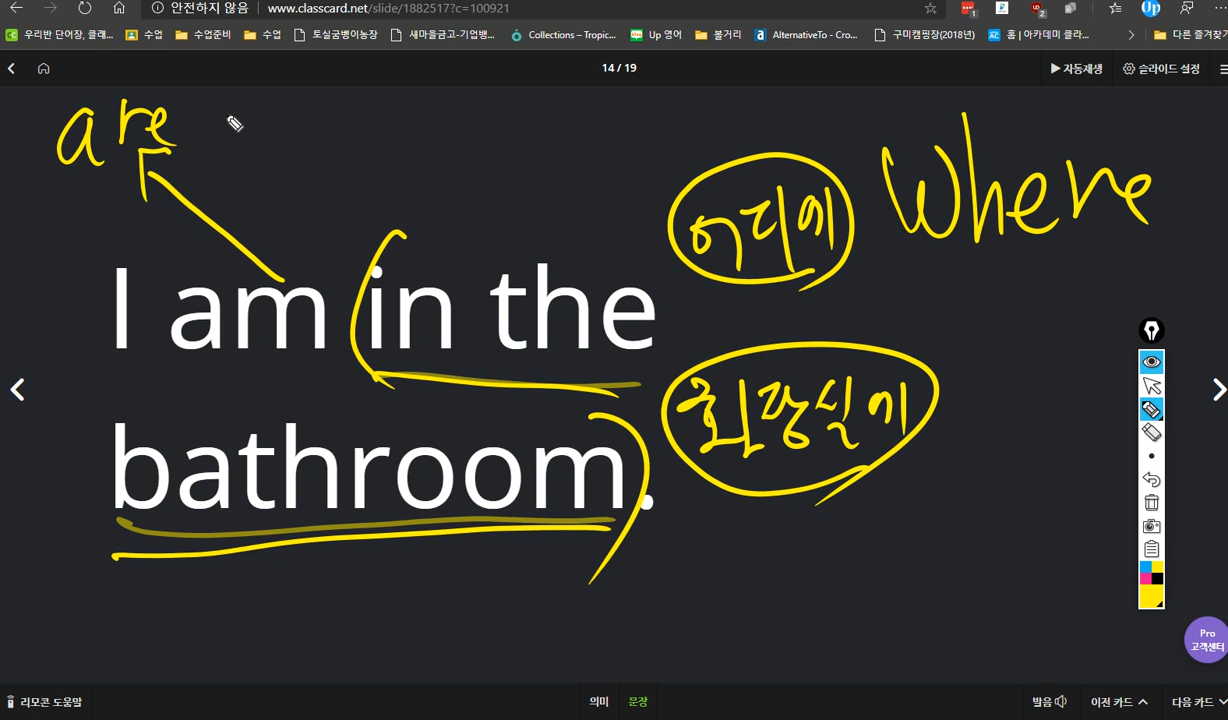 안전하지 않음 www.classcard.net/slide/1882517?c=100921
우리반 단어장, 클래... 수업 수업준비 수업 토실궁뱅이농장 새마을금고-기업뱅... Collections – Tropic... Up 영어 볼거리 AlternativeTo - Cro... 구미캠핑장(2018년) 홈 | 아카데미 클라... 다른 즐겨찾기
14 / 19 자동재생 슬라이드 설정
are
어디에 Where
I am in the
화장실에
bathroom.
Pro
고객센터
리모콘 도움말 의미 문장 발음 이전 카드 다음 카드